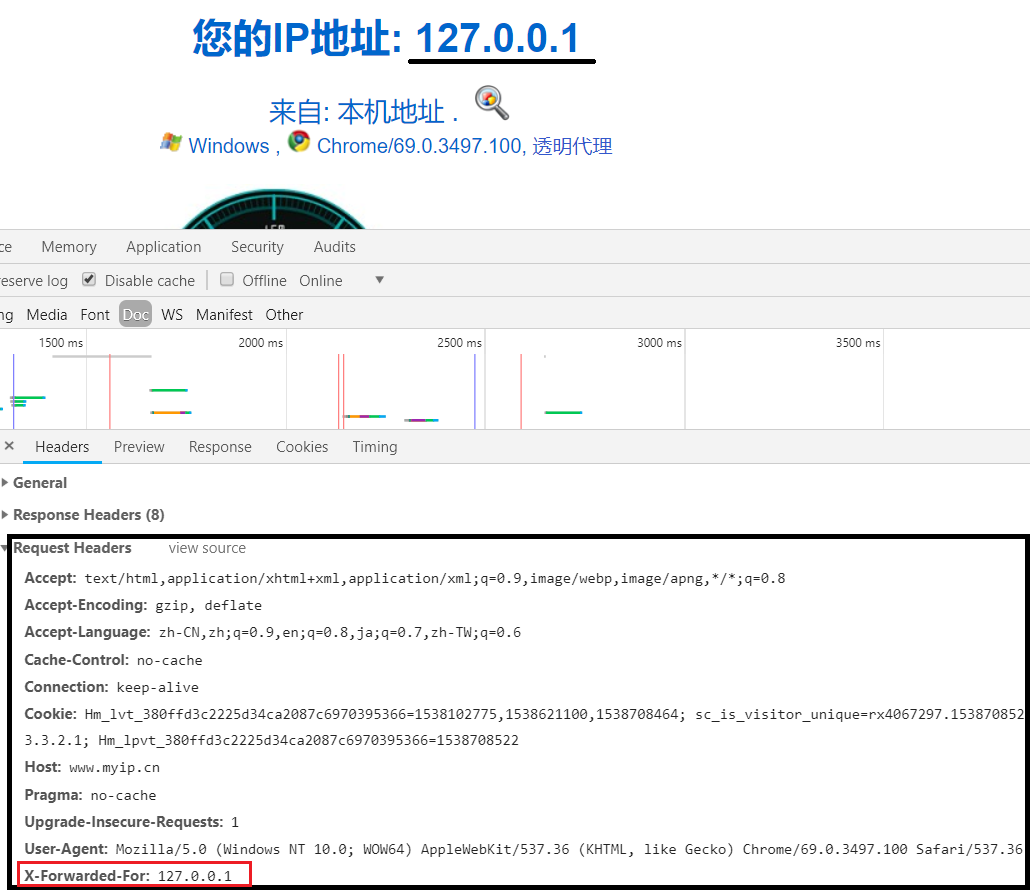 您的IP地址: 127.0.0.1
来自: 本机地址 .
Windows , Chrome/69.0.3497.100, 透明代理
ce Memory Application Security Audits
reserve log Disable cache Offline Online
ng Media Font Doc WS Manifest Other
1500 ms 2000 ms 2500 ms 3000 ms 3500 ms
× Headers Preview Response Cookies Timing
General
Response Headers (8)
Request Headers view source
Accept: text/html,application/xhtml+xml,application/xml;q=0.9,image/webp,image/apng,*/*;q=0.8
Accept-Encoding: gzip, deflate
Accept-Language: zh-CN,zh;q=0.9,en;q=0.8,ja;q=0.7,zh-TW;q=0.6
Cache-Control: no-cache
Connection: keep-alive
Cookie: Hm_lvt_380ffd3c2225d34ca2087c6970395366=1538102775,1538621100,1538708464; sc_is_visitor_unique=rx4067297.153870852
3.3.2.1; Hm_lpvt_380ffd3c2225d34ca2087c6970395366=1538708522
Host: www.myip.cn
Pragma: no-cache
Upgrade-Insecure-Requests: 1
User-Agent: Mozilla/5.0 (Windows NT 10.0; WOW64) AppleWebKit/537.36 (KHTML, like Gecko) Chrome/69.0.3497.100 Safari/537.36
X-Forwarded-For: 127.0.0.1